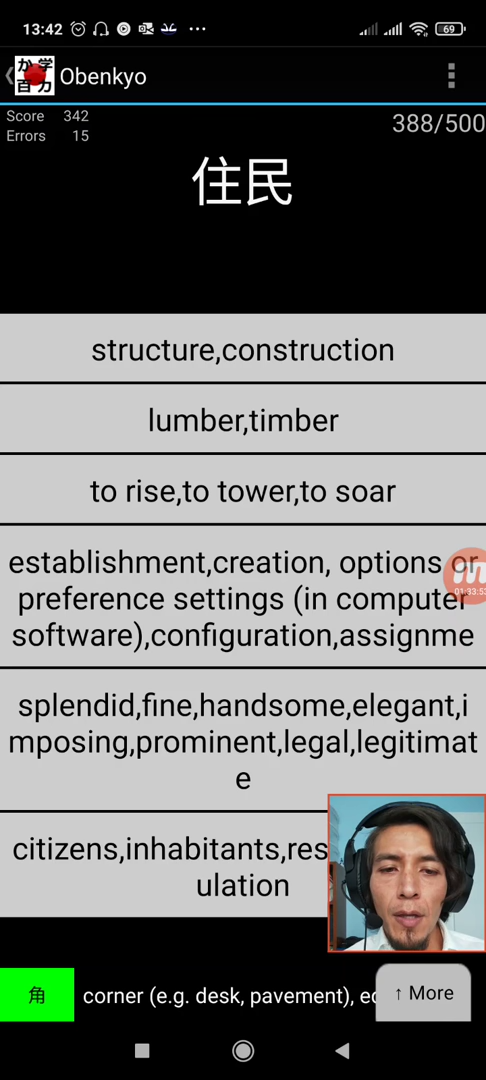 13:42
69
Obenkyo
Score 342
Errors 15
388/500
住民
structure,construction
lumber,timber
to rise,to tower,to soar
establishment,creation, options or
preference settings (in computer
software),configuration,assignme
splendid,fine,handsome,elegant,i
mposing,prominent,legal,legitimat
e
citizens,inhabitants,res
ulation
角 corner (e.g. desk, pavement), ↑ More